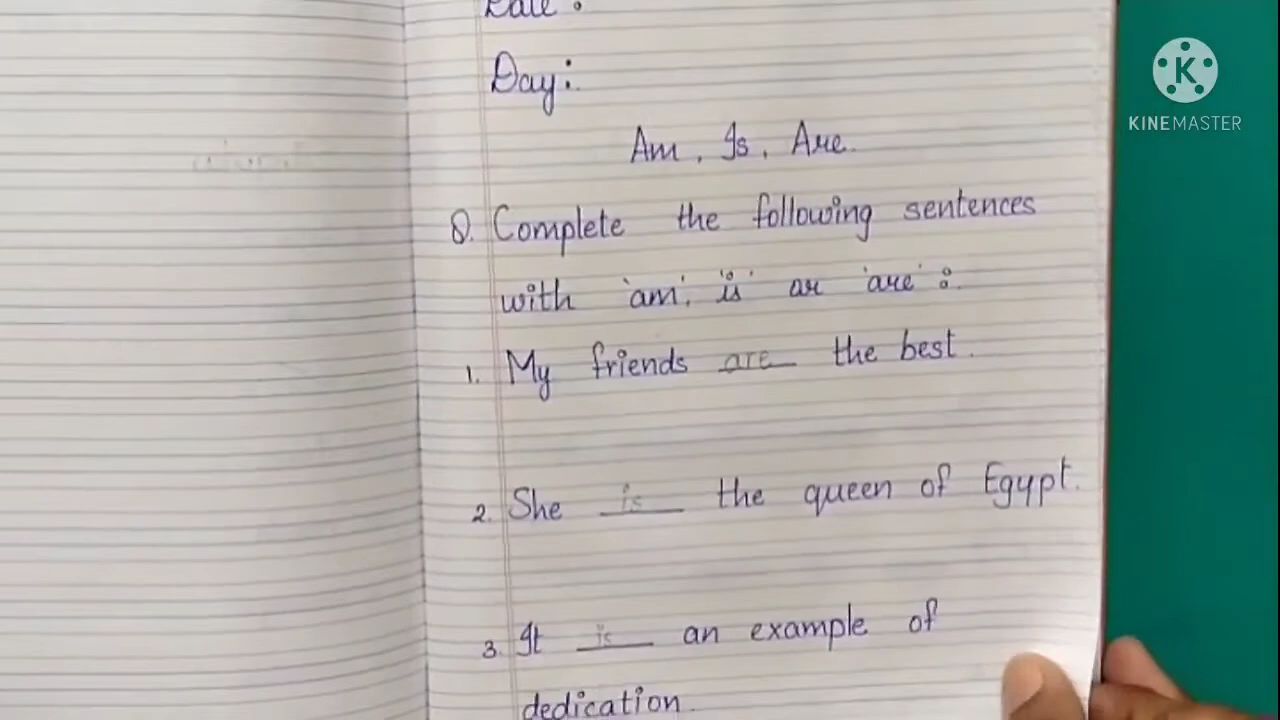 Date :
Day :
Am, Is, Are.
Q. Complete the following sentences
with 'am', 'is' or 'are' :
1. My friends are the best.
2. She is the queen of Egypt.
3. It is an example of
dedication.
KINEMASTER